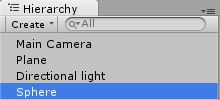 Hierarchy
Create All
Main Camera
Plane
Directional light
Sphere